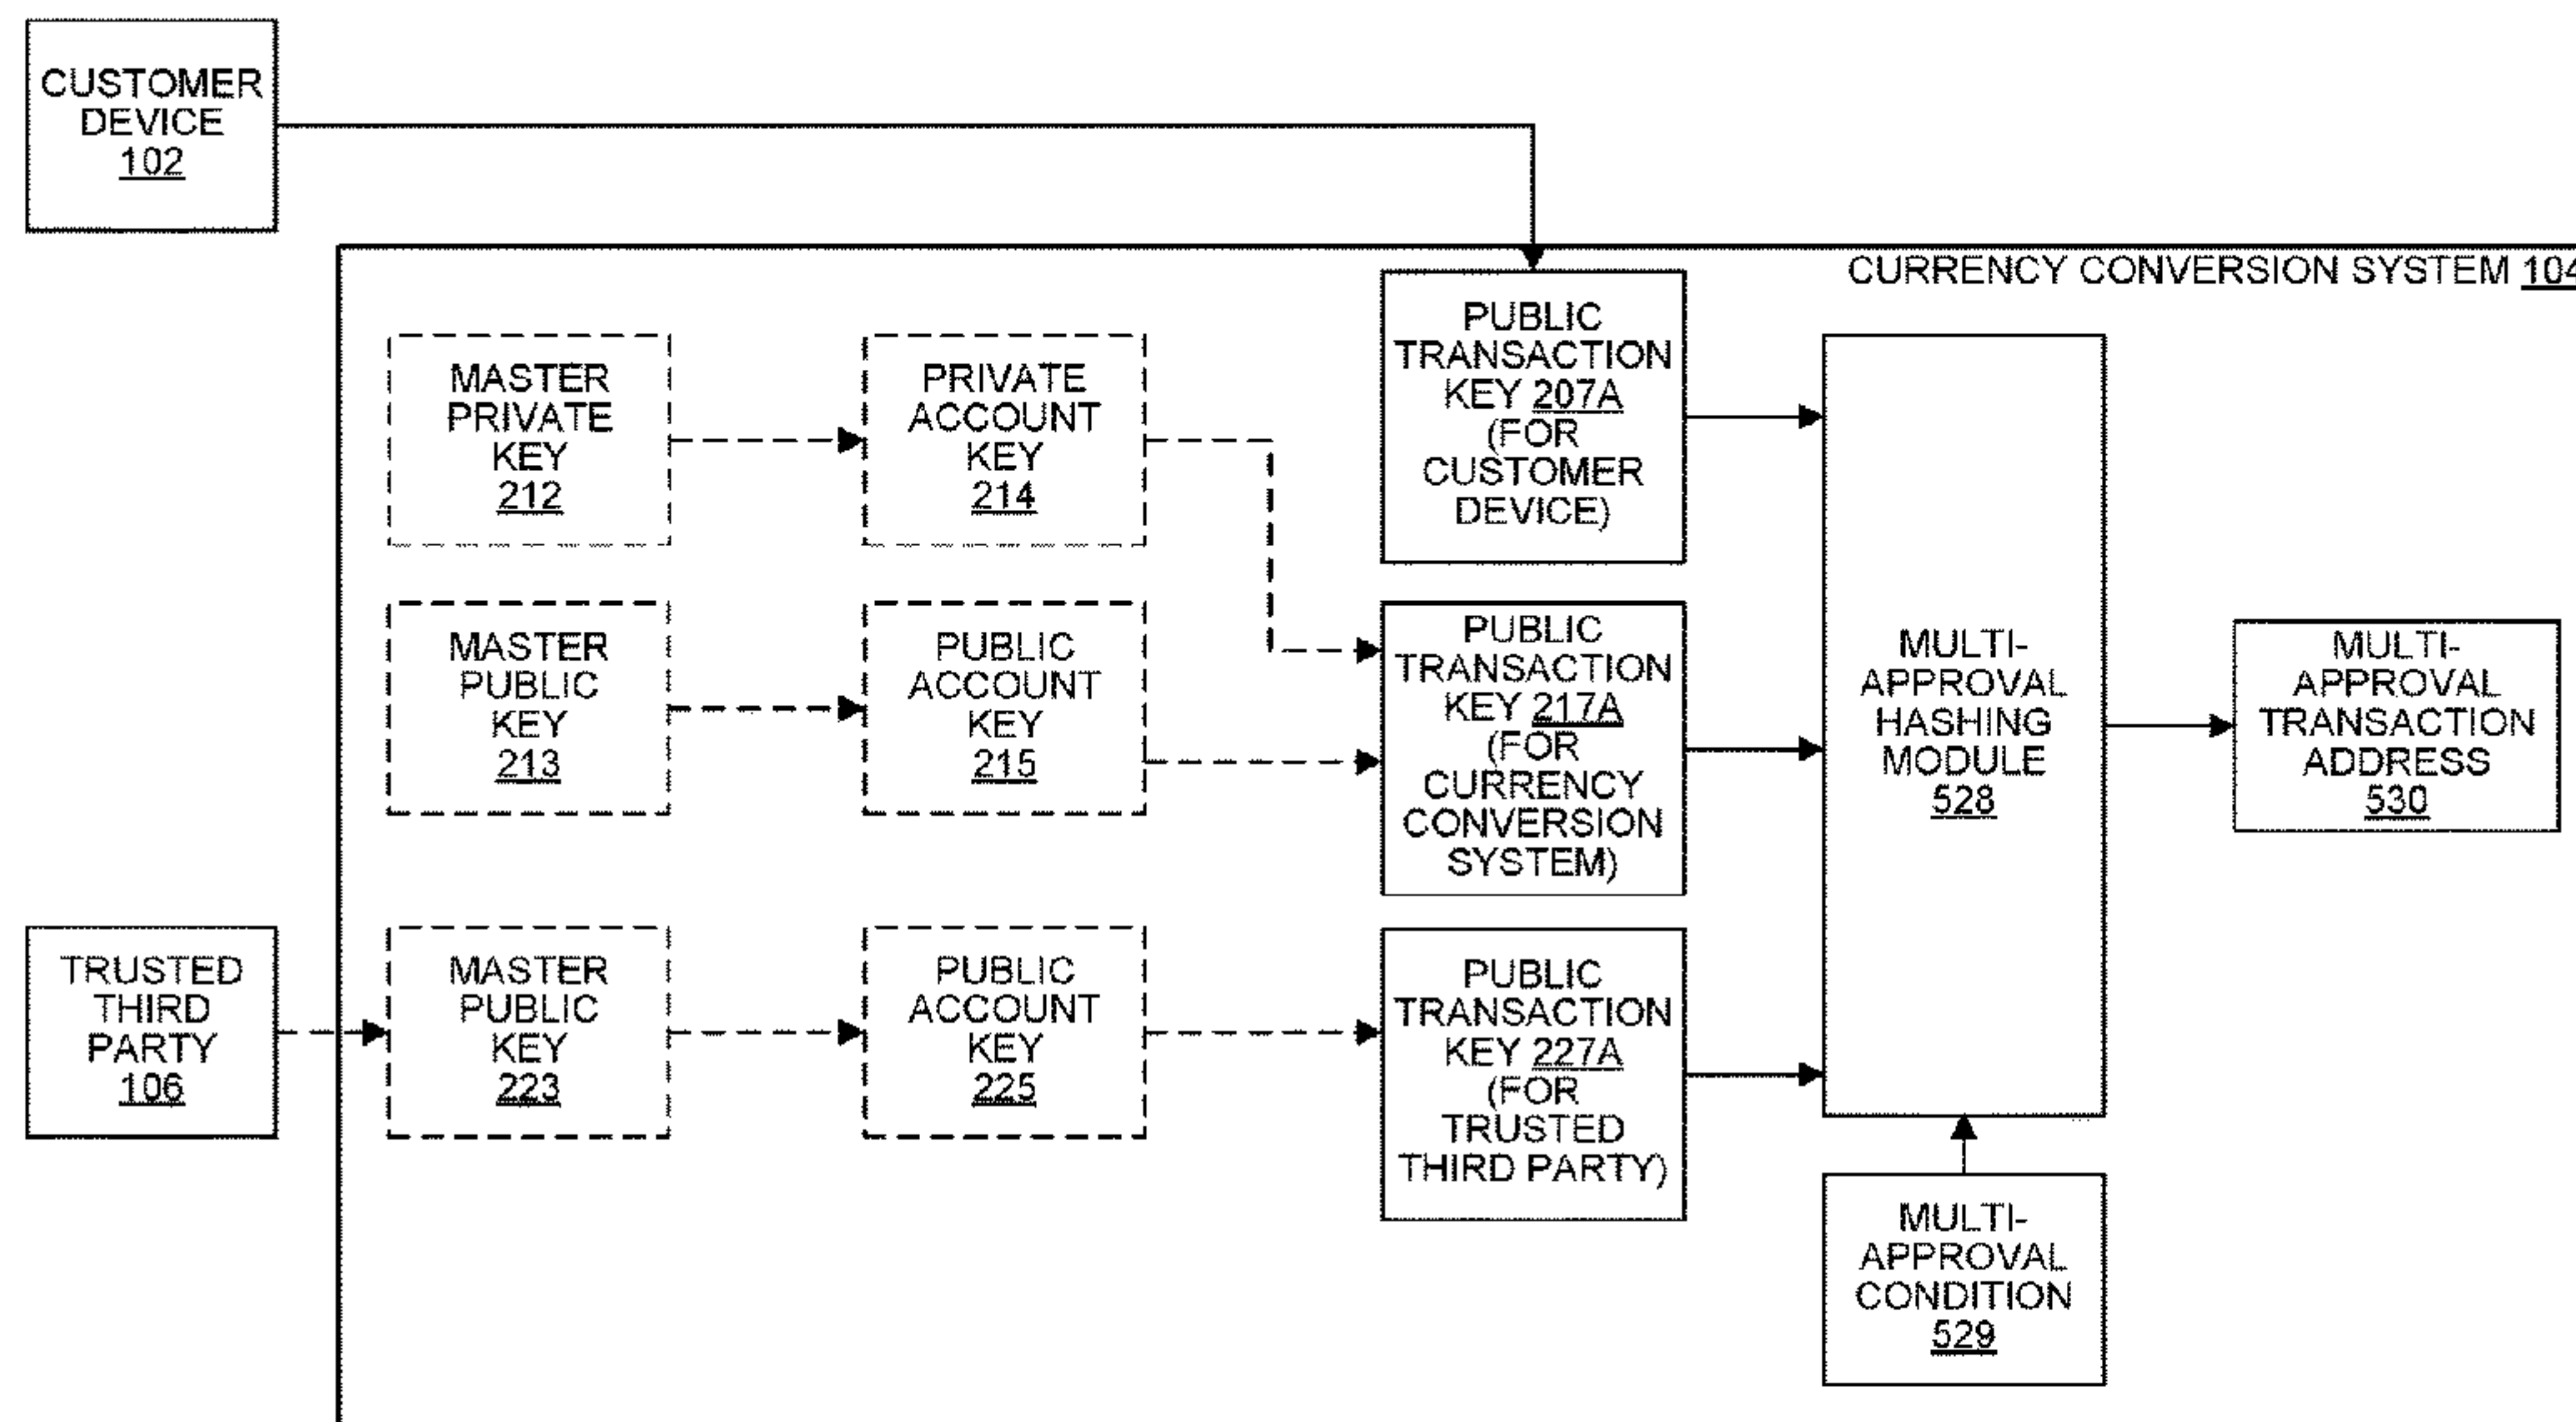 CUSTOMER
DEVICE
102
CURRENCY CONVERSION SYSTEM 104
MASTER
PRIVATE
KEY
212
PRIVATE
ACCOUNT
KEY
214
PUBLIC
TRANSACTION
KEY 207A
(FOR
CUSTOMER
DEVICE)
MASTER
PUBLIC
KEY
213
PUBLIC
ACCOUNT
KEY
215
PUBLIC
TRANSACTION
KEY 217A
(FOR
CURRENCY
CONVERSION
SYSTEM)
MULTI-
APPROVAL
HASHING
MODULE
528
MULTI-
APPROVAL
TRANSACTION
ADDRESS
530
TRUSTED
THIRD
PARTY
106
MASTER
PUBLIC
KEY
223
PUBLIC
ACCOUNT
KEY
225
PUBLIC
TRANSACTION
KEY 227A
(FOR
TRUSTED
THIRD PARTY)
MULTI-
APPROVAL
CONDITION
529